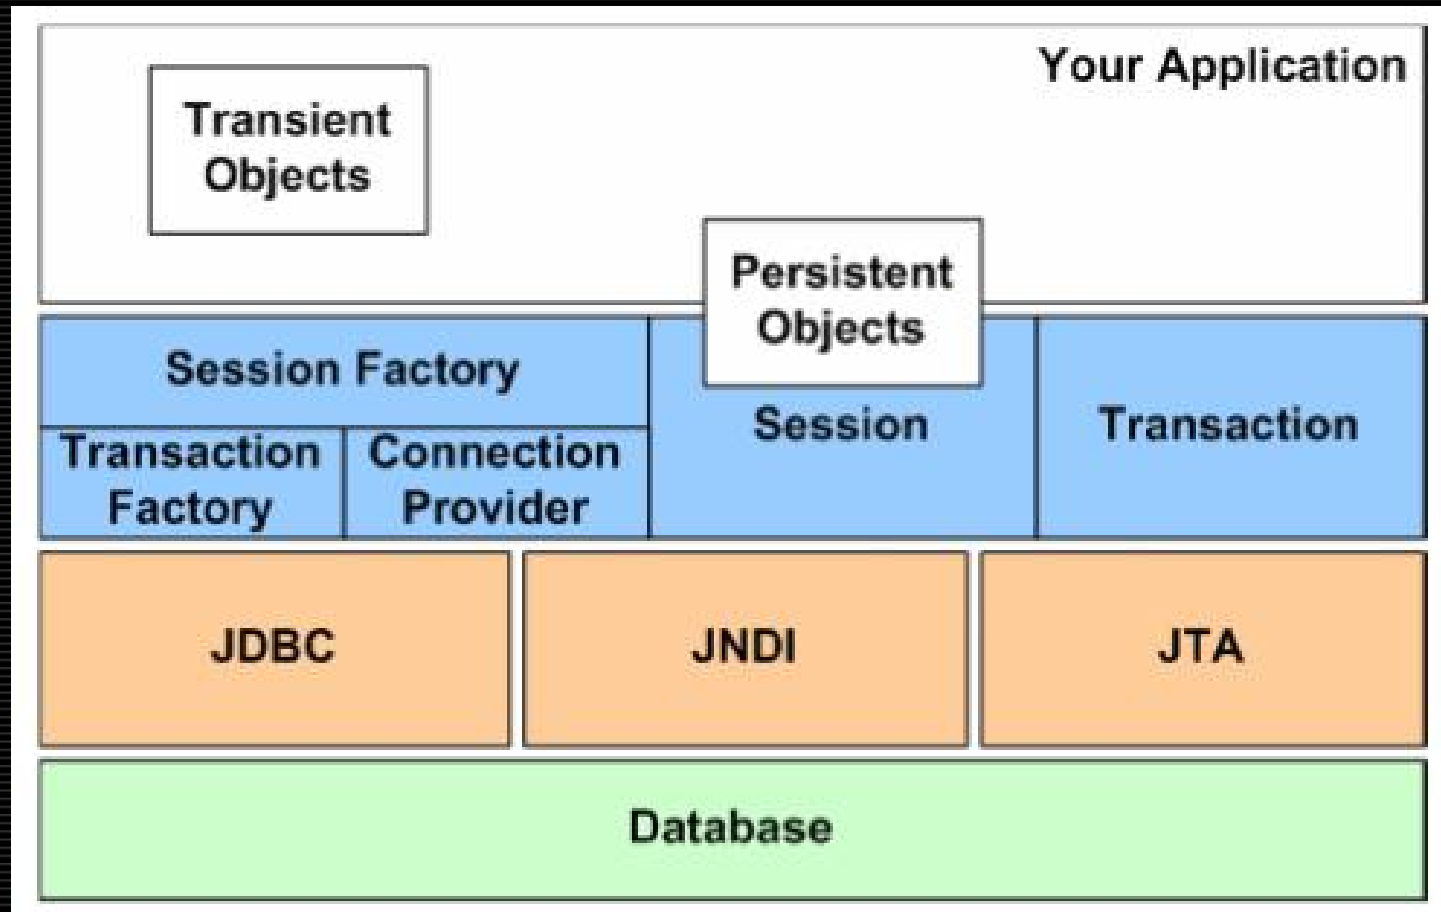 Your Application
Transient
Objects
Persistent
Objects
Session Factory
Transaction
Factory
Connection
Provider
Session
Transaction
JDBC
JNDI
JTA
Database